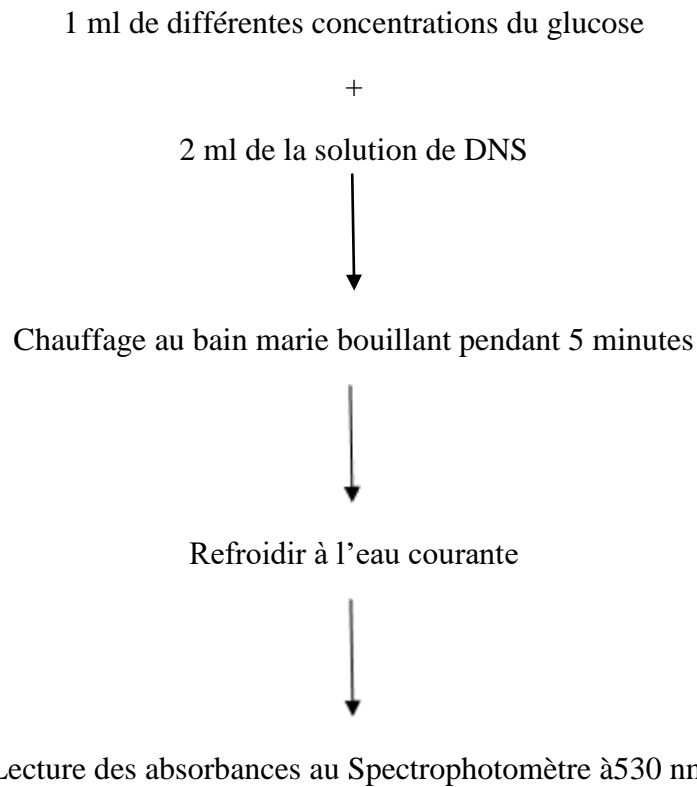 1 ml de différentes concentrations du glucose
+
2 ml de la solution de DNS
Chauffage au bain marie bouillant pendant 5 minutes
Refroidir à l’eau courante
Lecture des absorbances au Spectrophotomètre à530 nm